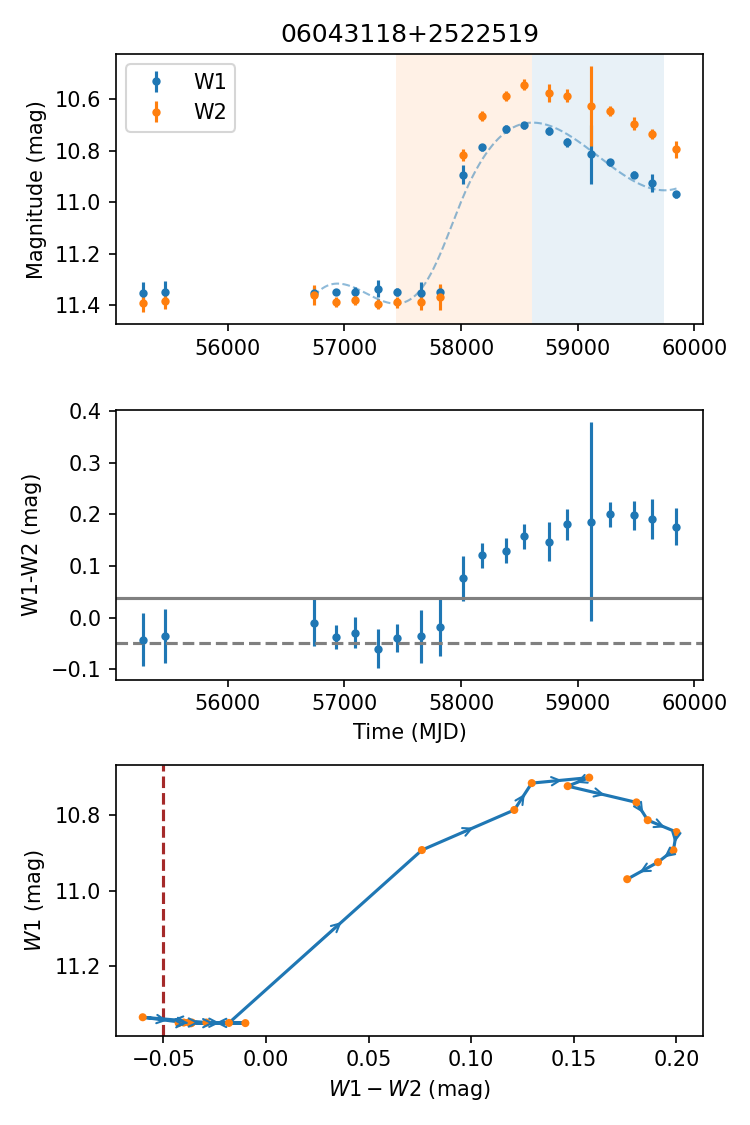 06043118+2522519
W1
W2
10.6
10.8
11.0
11.2
11.4
Magnitude (mag)
56000 57000 58000 59000 60000
0.4
0.3
0.2
0.1
0.0
−0.1
W1-W2 (mag)
56000 57000 58000 59000 60000
Time (MJD)
10.8
11.0
11.2
W1 (mag)
−0.05 0.00 0.05 0.10 0.15 0.20
W1 − W2 (mag)